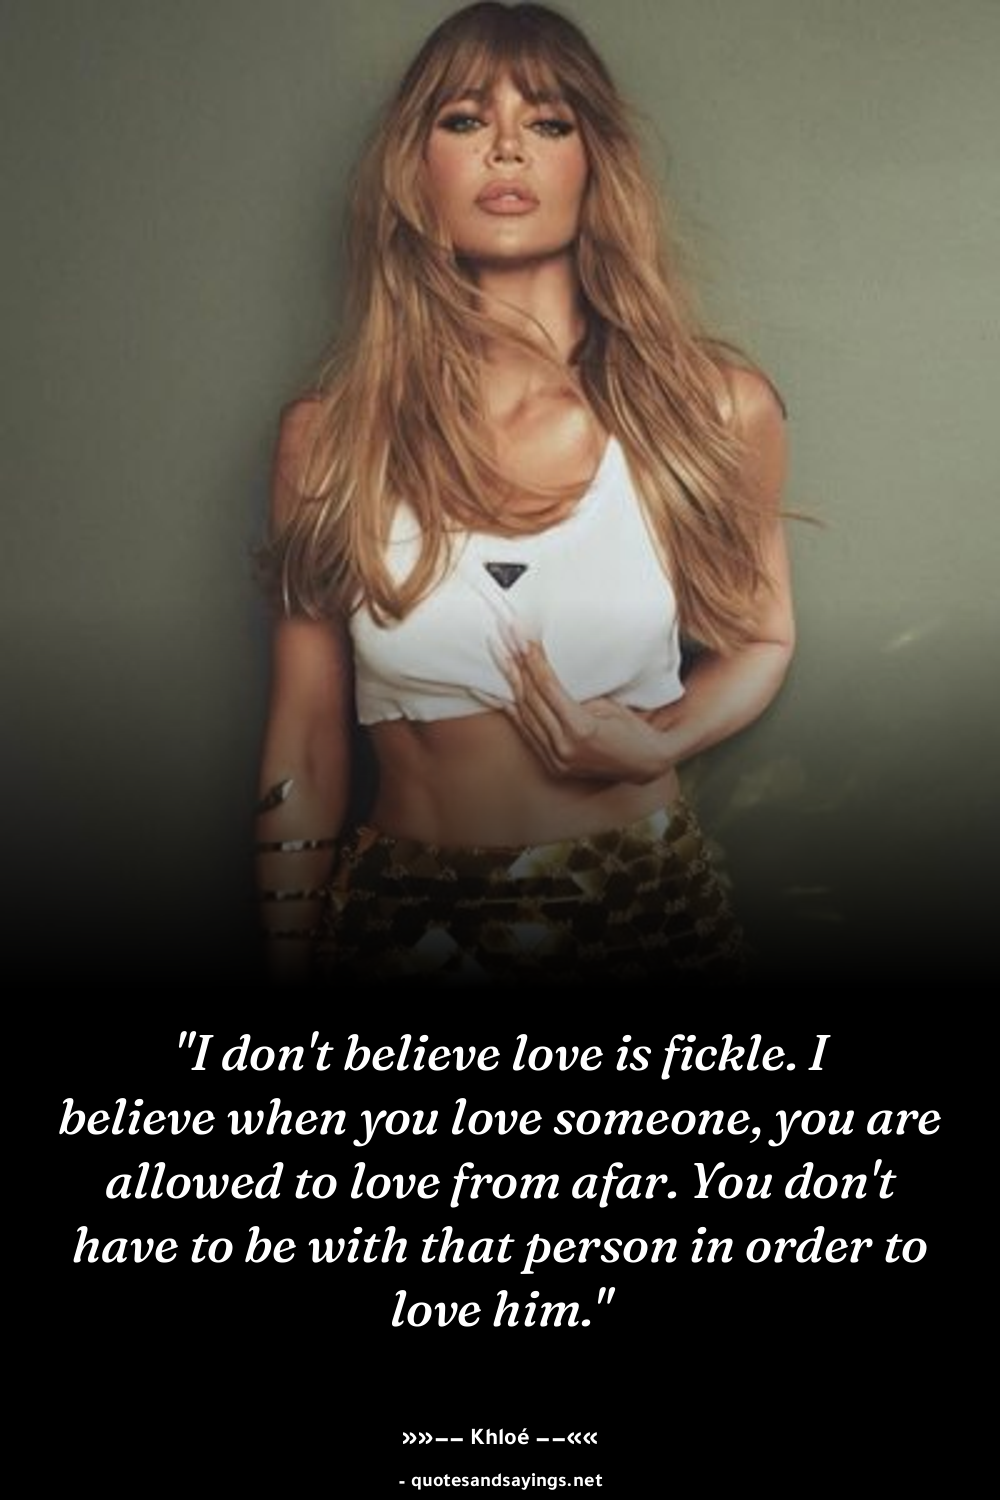 "I don't believe love is fickle. I
believe when you love someone, you are
allowed to love from afar. You don't
have to be with that person in order to
love him."
»»–– Khloé ––««
- quotesandsayings.net